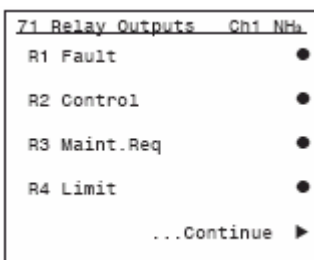 71 Relay Outputs Ch1 NH₃
R1 Fault
R2 Control
R3 Maint.Req
R4 Limit
...Continue